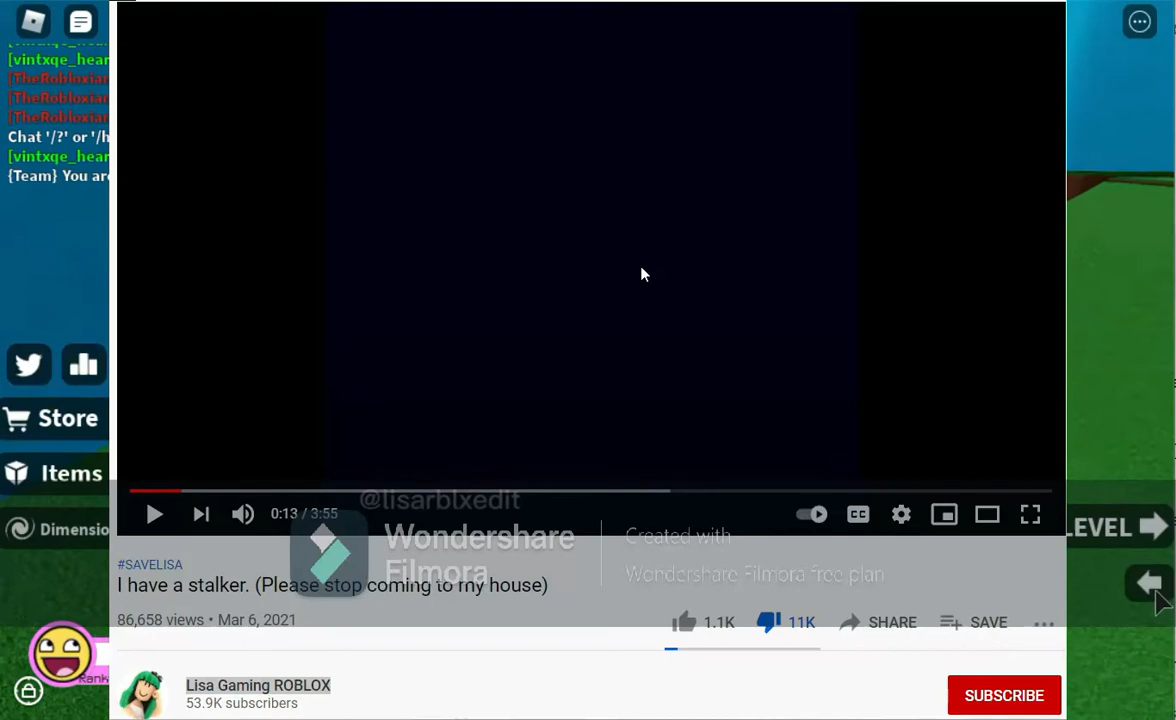 [vintxqe_hear
[TheRobloxian
[TheRobloxian
[TheRobloxian
Chat '/?' or '/h
[vintxqe_hear
{Team} You are
Store
Items
Dimensio
LEVEL
0:13 / 3:55
CC
@lisarblxedit
Wondershare
Filmora
Created with
Wondershare Filmora free plan
#SAVELISA
I have a stalker. (Please stop coming to my house)
86,658 views • Mar 6, 2021
1.1K
11K
SHARE
SAVE
Rank
Lisa Gaming ROBLOX
53.9K subscribers
SUBSCRIBE